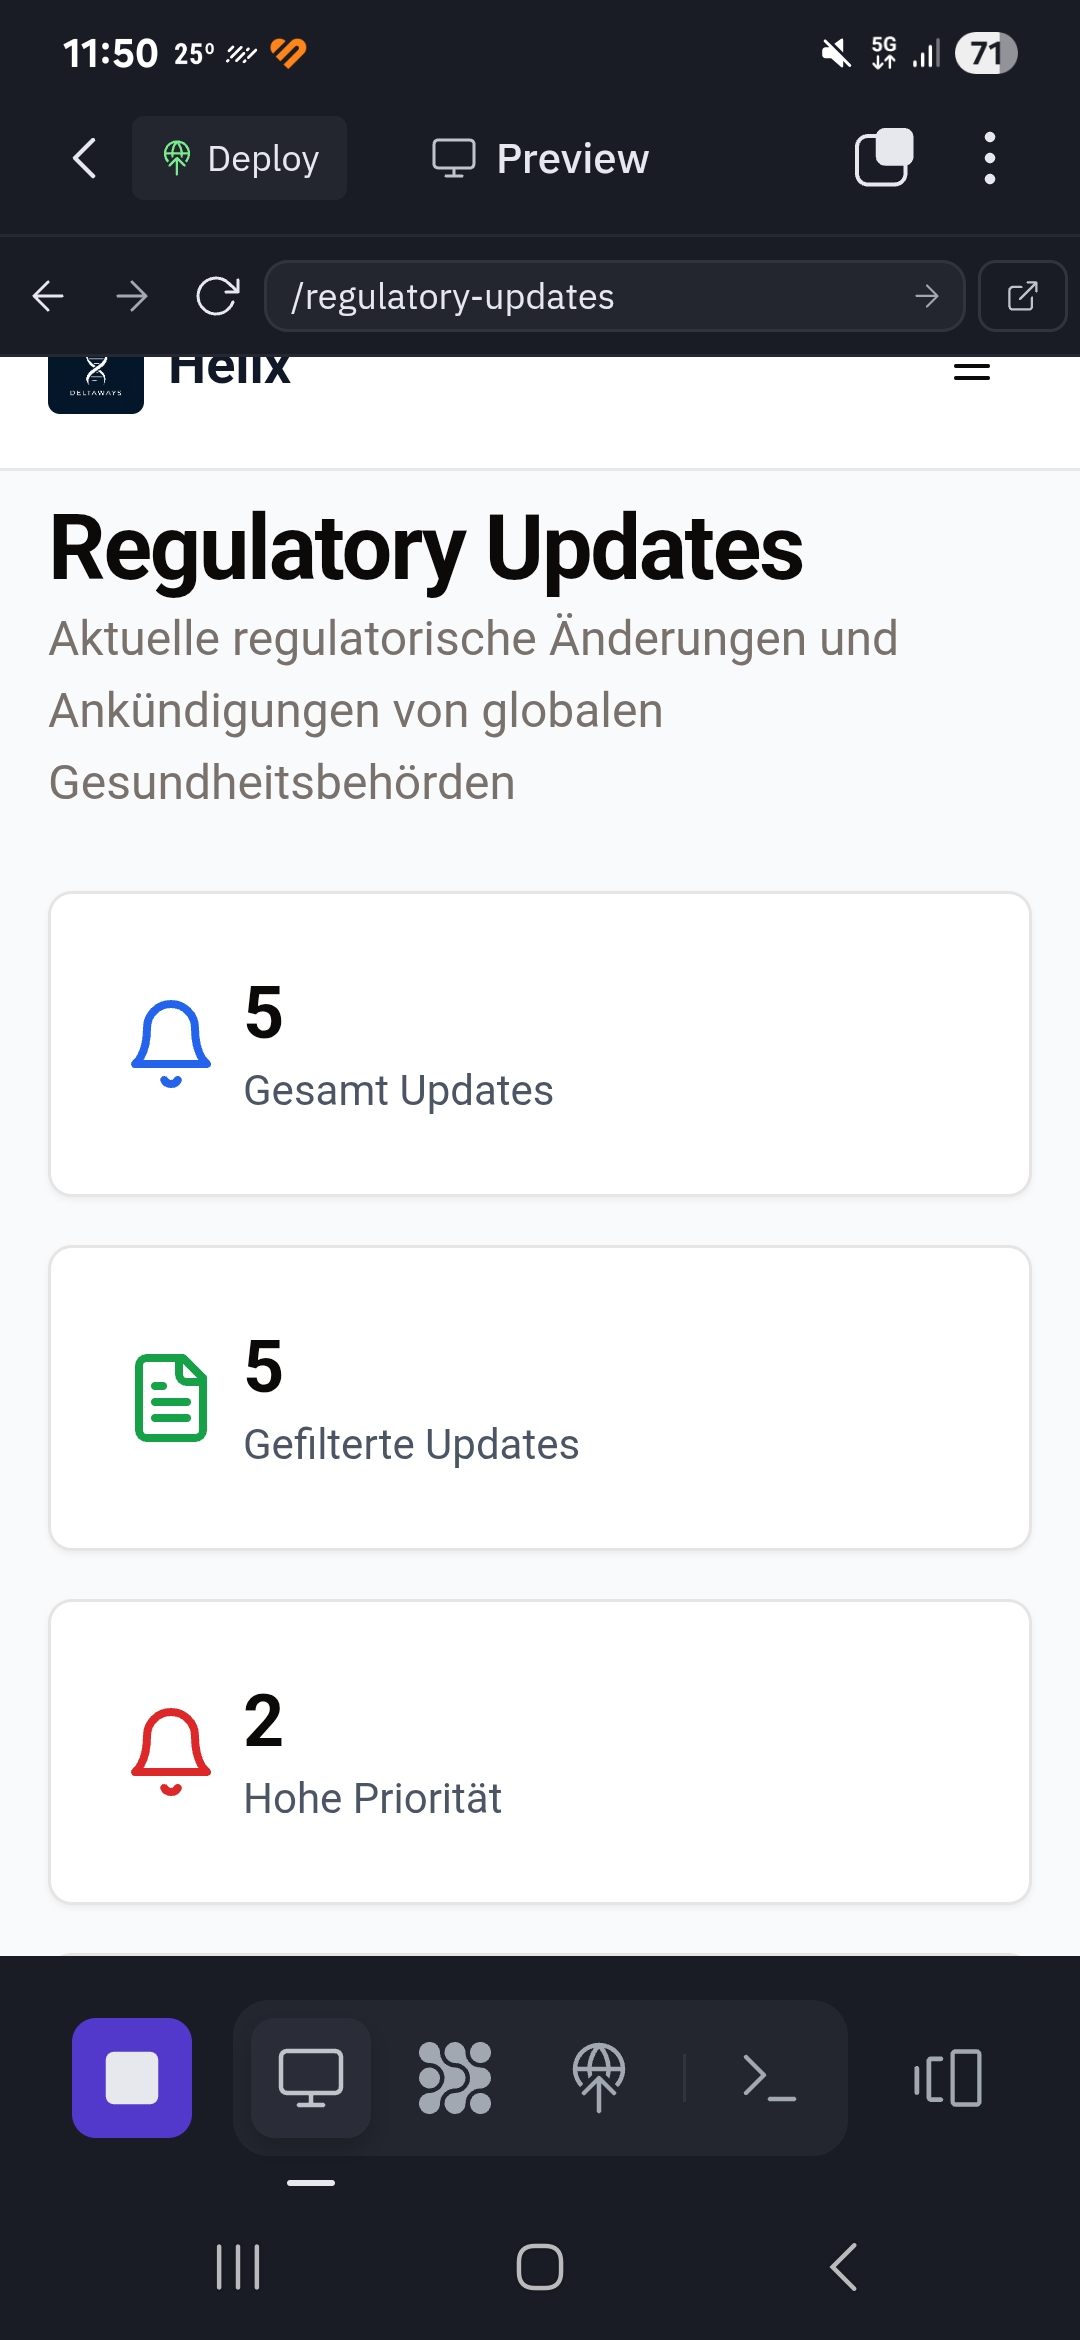 11:50 25° 5G 71
Deploy Preview
/regulatory-updates
DELTAWAYS
Helix
Regulatory Updates
Aktuelle regulatorische Änderungen und
Ankündigungen von globalen
Gesundheitsbehörden
5
Gesamt Updates
5
Gefilterte Updates
2
Hohe Priorität